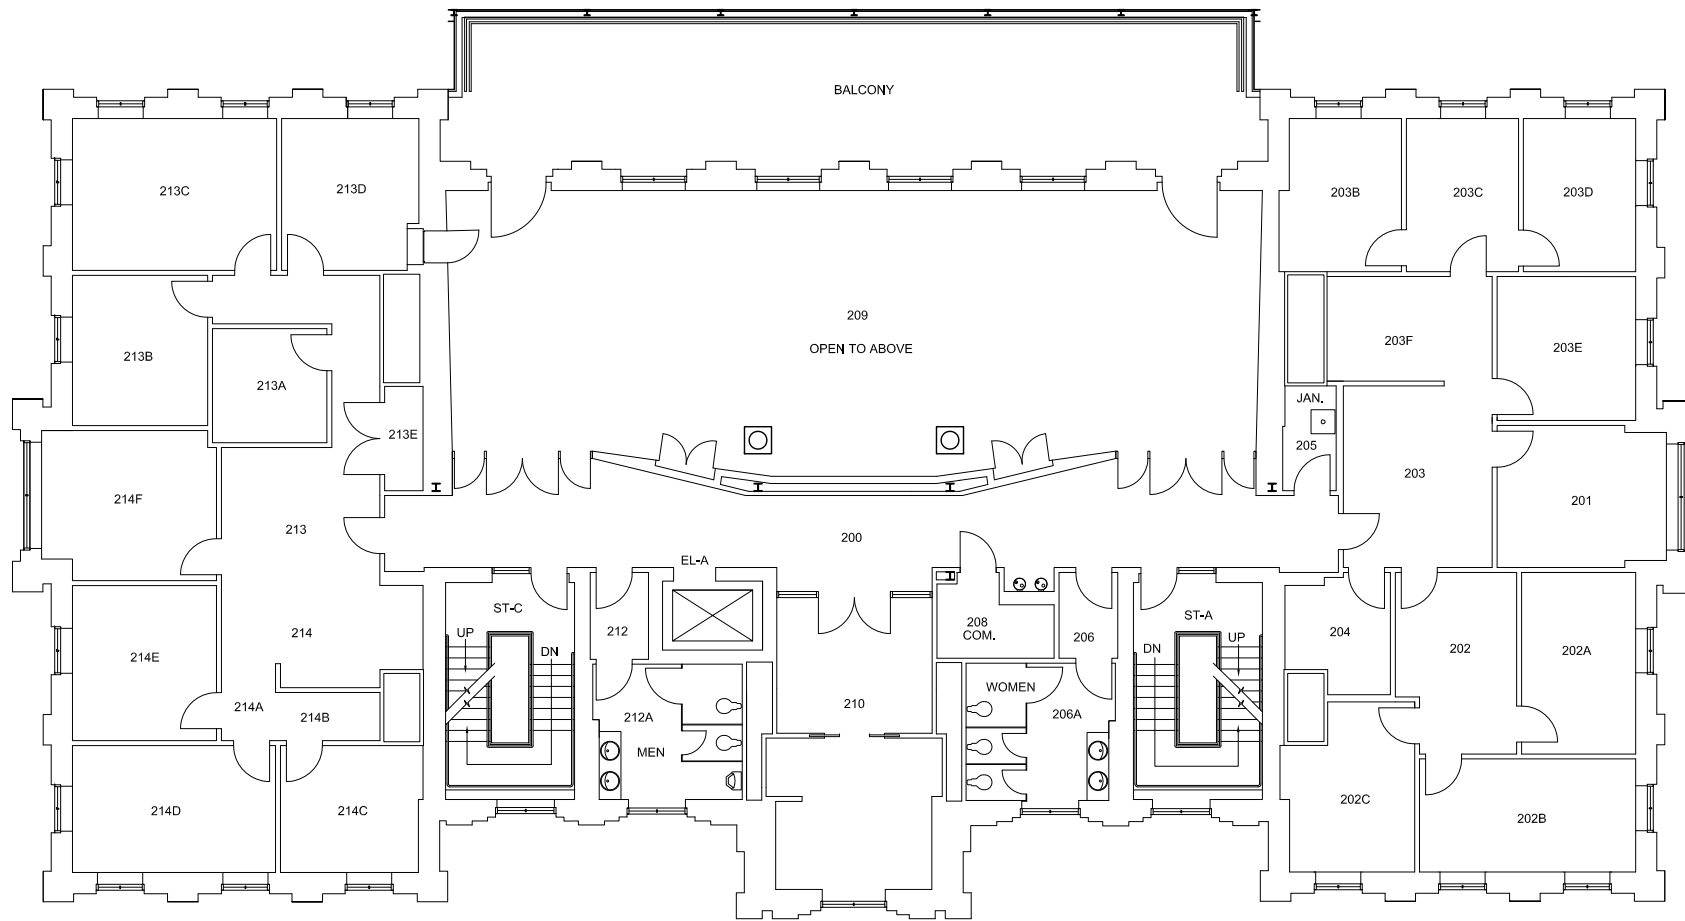 BALCONY
213C
213D
203B
203C
203D
209
OPEN TO ABOVE
213B
213A
203F
203E
JAN.
205
213E
214F
213
203
201
200
EL-A
ST-C
UP
DN
212
208
COM.
206
ST-A
DN
UP
204
202
202A
214
214E
214A
214B
212A
MEN
210
WOMEN
206A
214D
214C
202C
202B